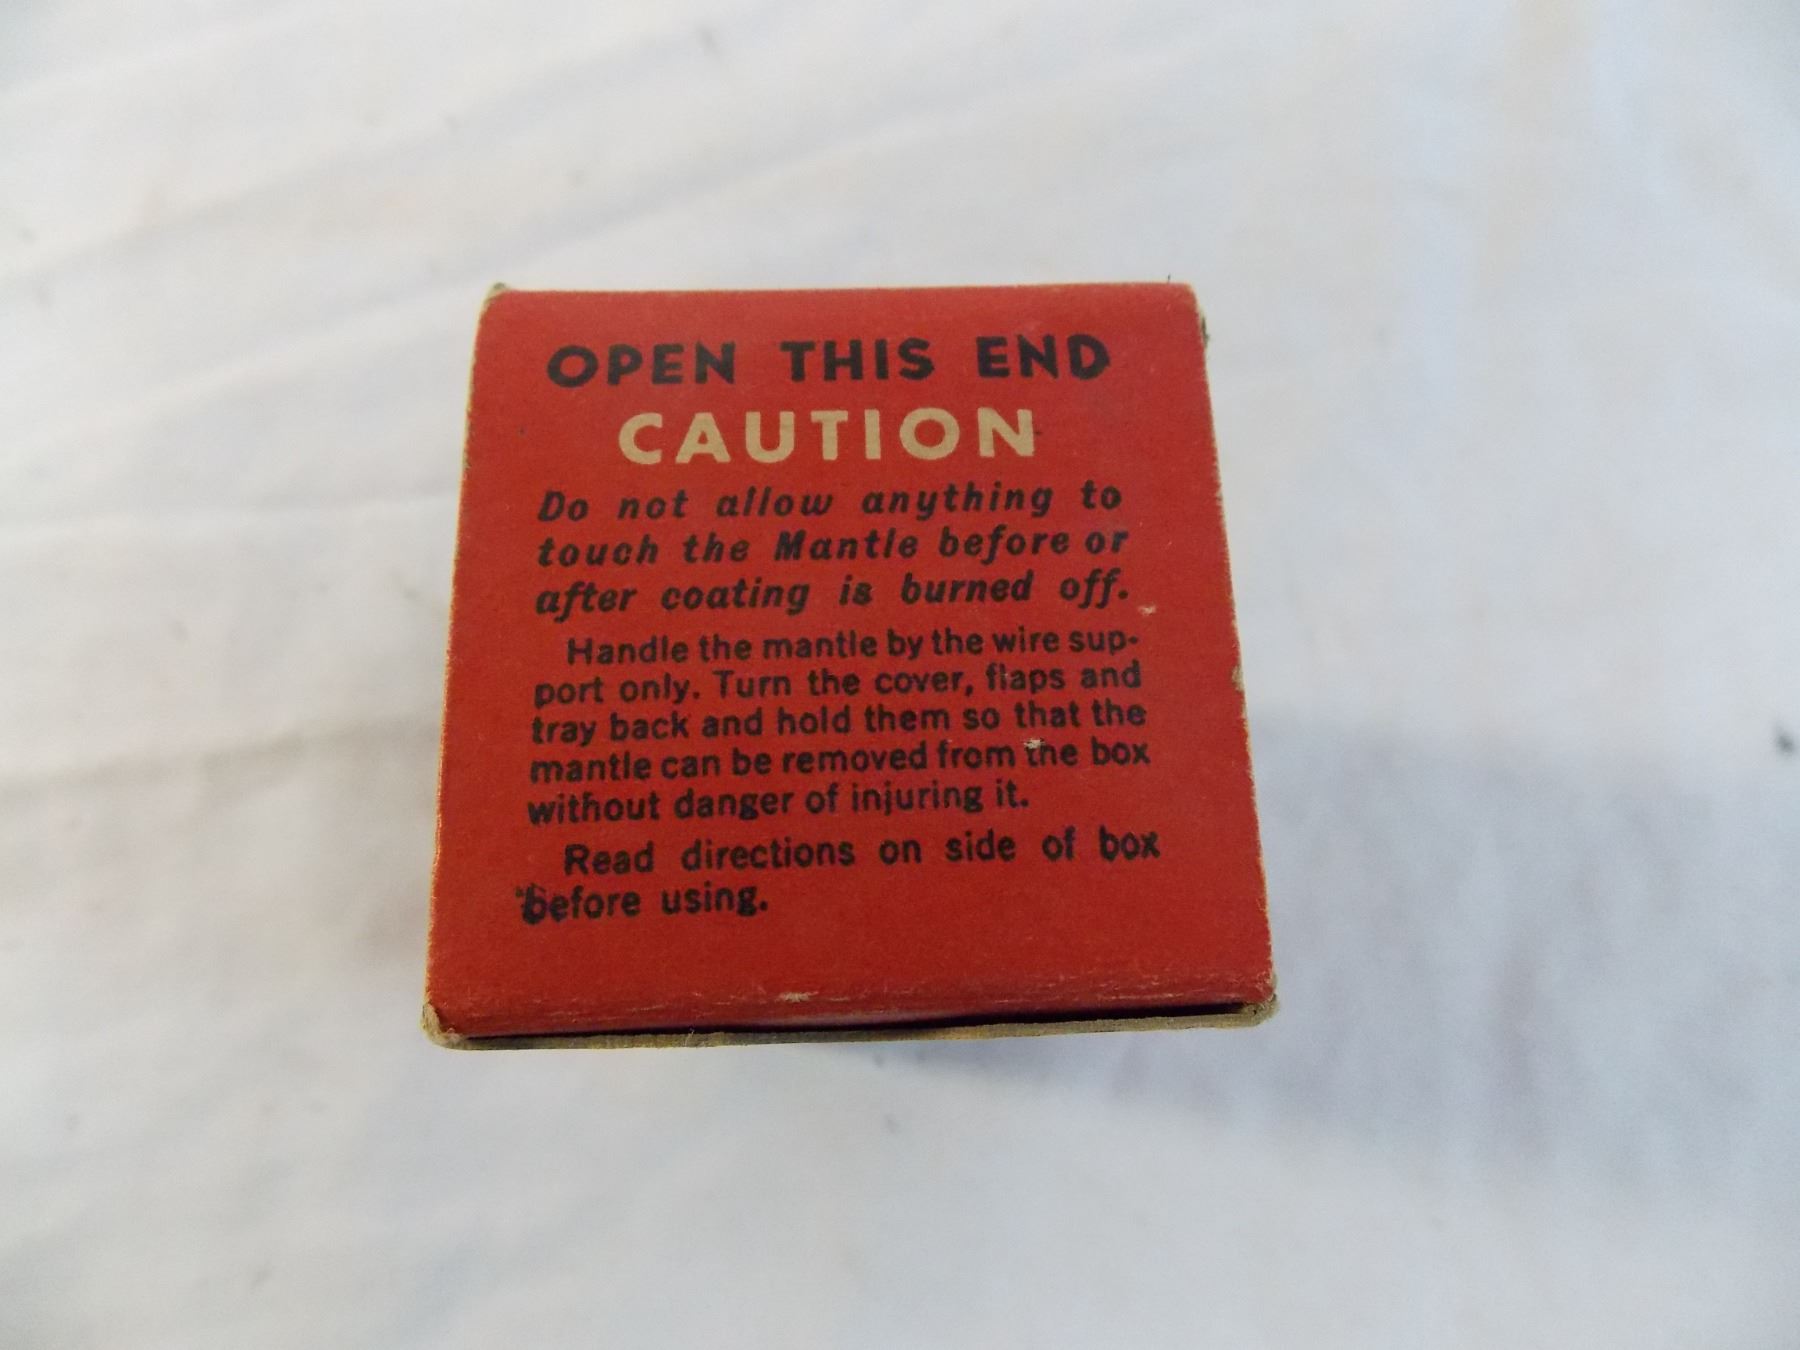 OPEN THIS END
CAUTION
Do not allow anything to
touch the Mantle before or
after coating is burned off.
Handle the mantle by the wire sup-
port only. Turn the cover, flaps and
tray back and hold them so that the
mantle can be removed from the box
without danger of injuring it.
Read directions on side of box
before using.